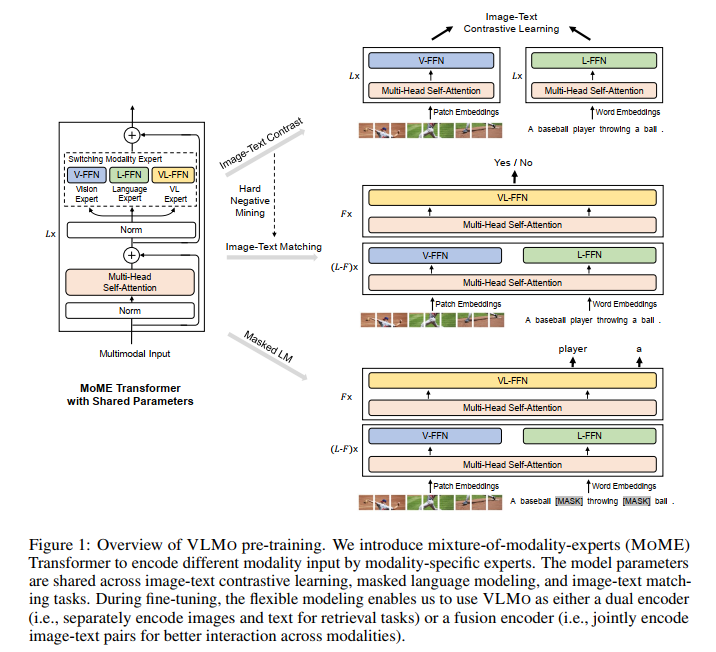 Image-Text
Contrastive Learning
V-FFN
L-FFN
Lx
Multi-Head Self-Attention
Lx
Multi-Head Self-Attention
Patch Embeddings
Word Embeddings
A baseball player throwing a ball .
Switching Modality Expert
V-FFN
L-FFN
VL-FFN
Vision
Expert
Language
Expert
VL
Expert
Norm
Lx
Multi-Head
Self-Attention
Norm
Multimodal Input
MoME Transformer
with Shared Parameters
Image-Text Contrast
Hard
Negative
Mining
Image-Text Matching
Masked LM
Yes / No
VL-FFN
Fx
Multi-Head Self-Attention
V-FFN
L-FFN
(L-F)x
Multi-Head Self-Attention
Patch Embeddings
Word Embeddings
A baseball player throwing a ball .
player
a
VL-FFN
Fx
Multi-Head Self-Attention
V-FFN
L-FFN
(L-F)x
Multi-Head Self-Attention
Patch Embeddings
Word Embeddings
A baseball [MASK] throwing [MASK] ball .
Figure 1: Overview of VLMO pre-training. We introduce mixture-of-modality-experts (MOME)
Transformer to encode different modality input by modality-specific experts. The model parameters
are shared across image-text contrastive learning, masked language modeling, and image-text match-
ing tasks. During fine-tuning, the flexible modeling enables us to use VLMO as either a dual encoder
(i.e., separately encode images and text for retrieval tasks) or a fusion encoder (i.e., jointly encode
image-text pairs for better interaction across modalities).